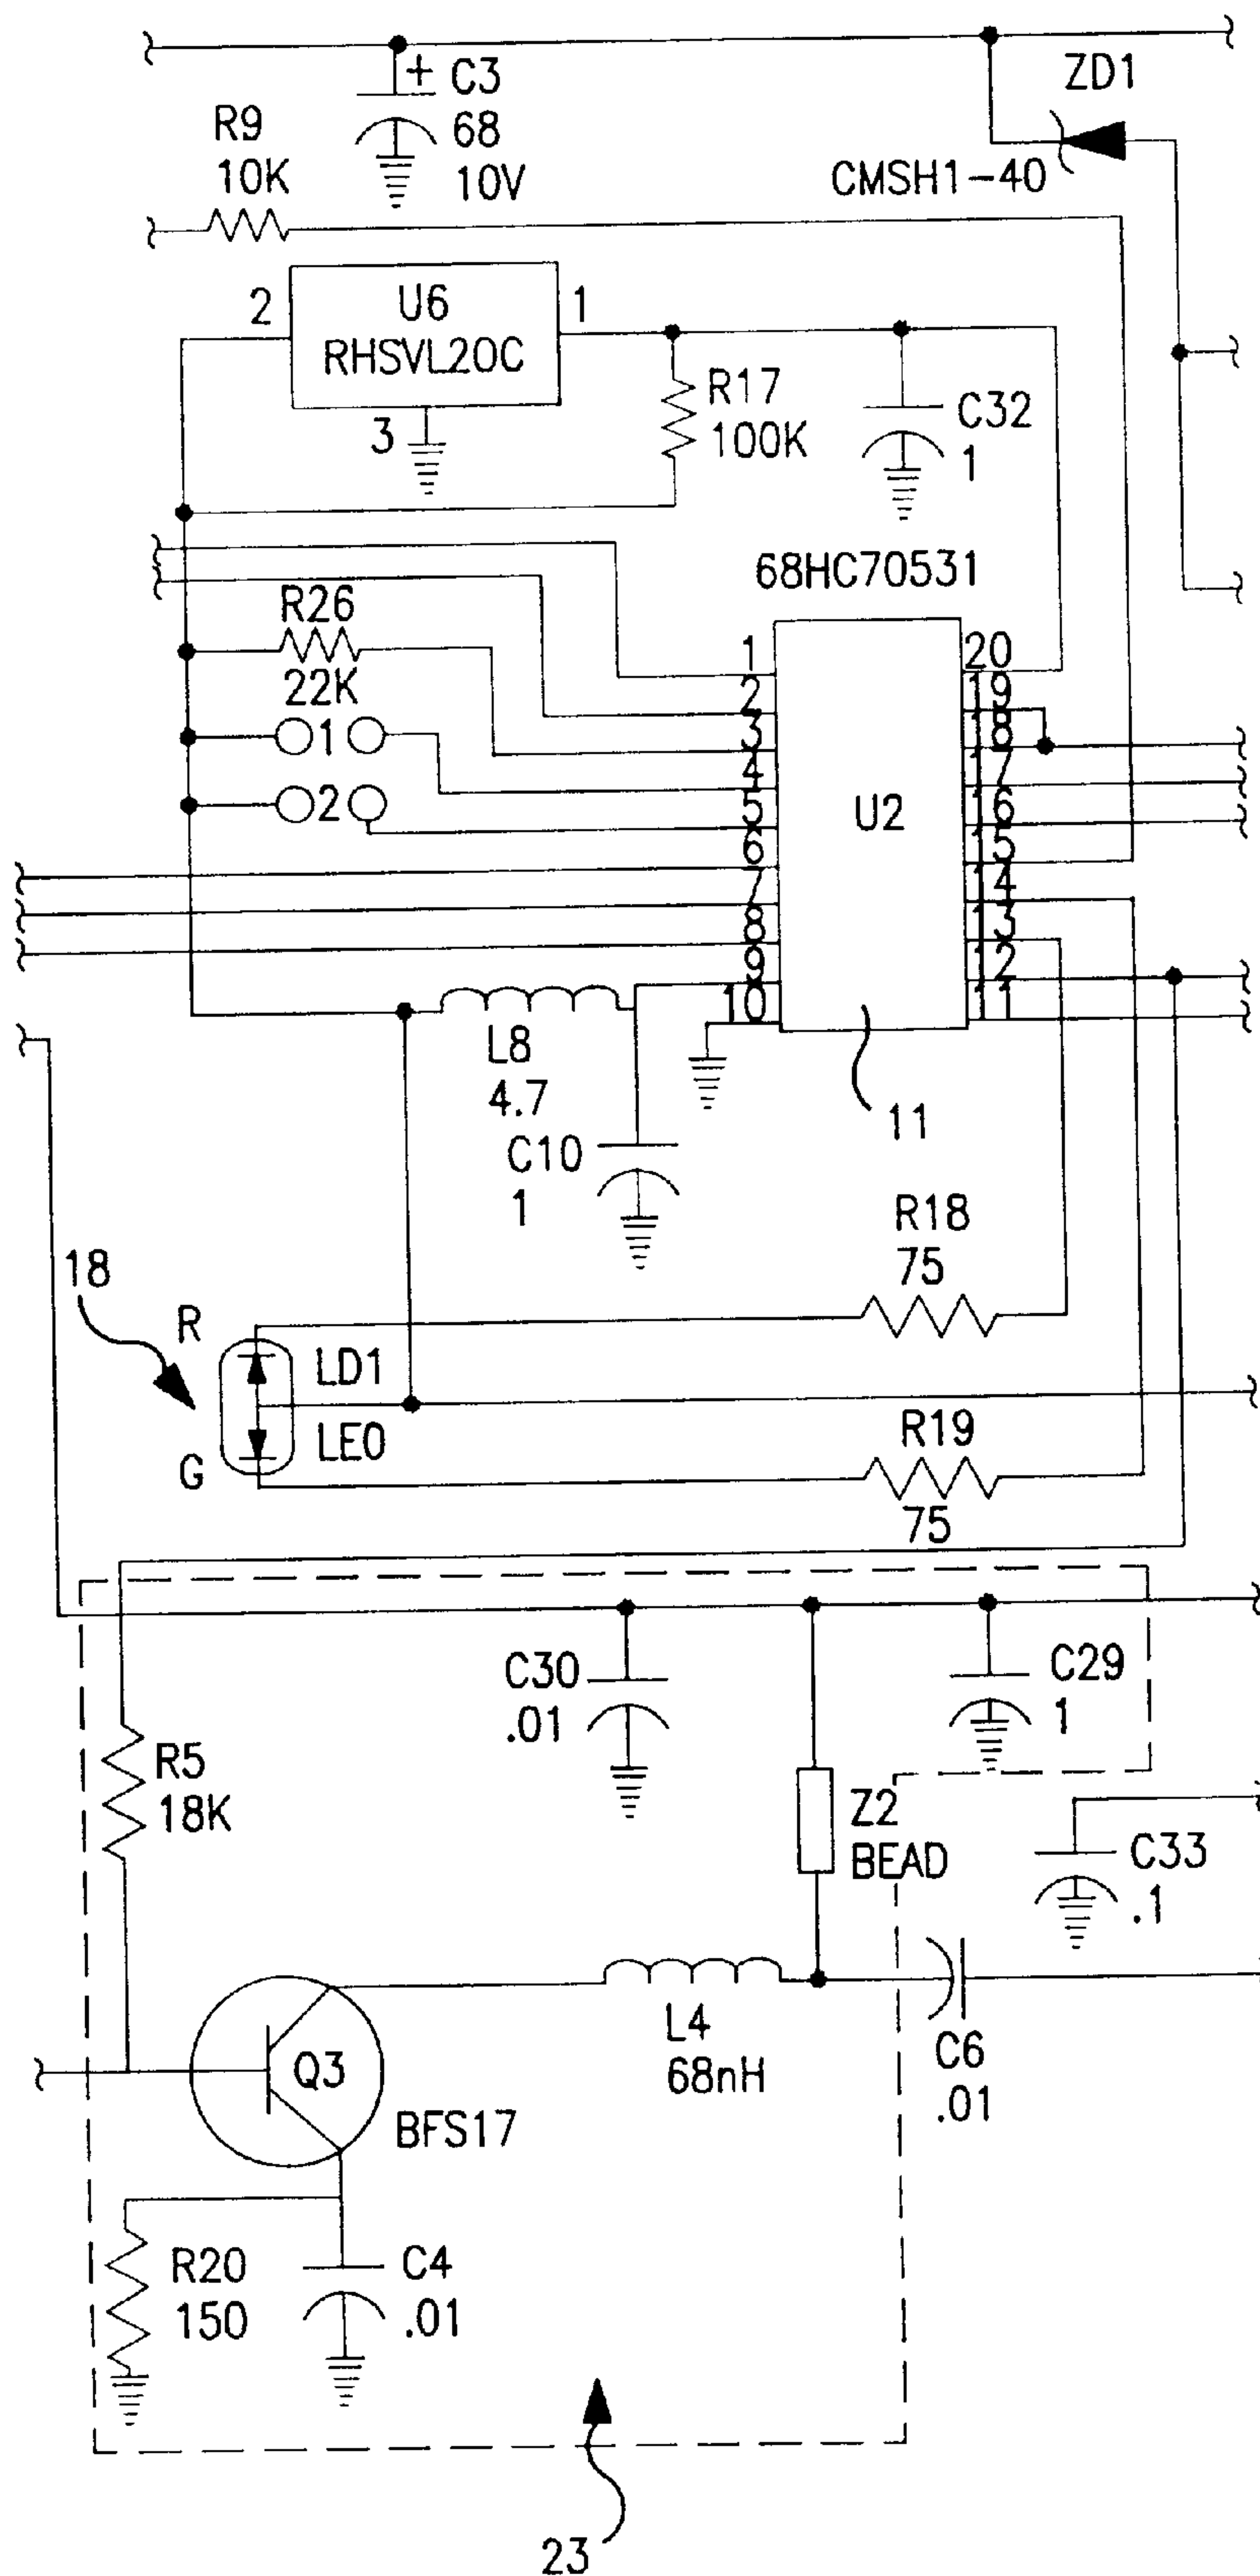 + C3
68
10V
ZD1
CMSH1-40
R9
10K
2
U6
RHSVL20C
1
3
R17
100K
C32
1
68HC70531
R26
22K
1
2
1
2
3
4
5
6
7
8
9
10
U2
20
19
18
17
16
15
14
13
12
11
11
L8
4.7
C10
1
R18
75
18
R
LD1
LE0
G
R19
75
C30
.01
C29
1
R5
18K
Z2
BEAD
C33
.1
L4
68nH
C6
.01
Q3
BFS17
R20
150
C4
.01
23